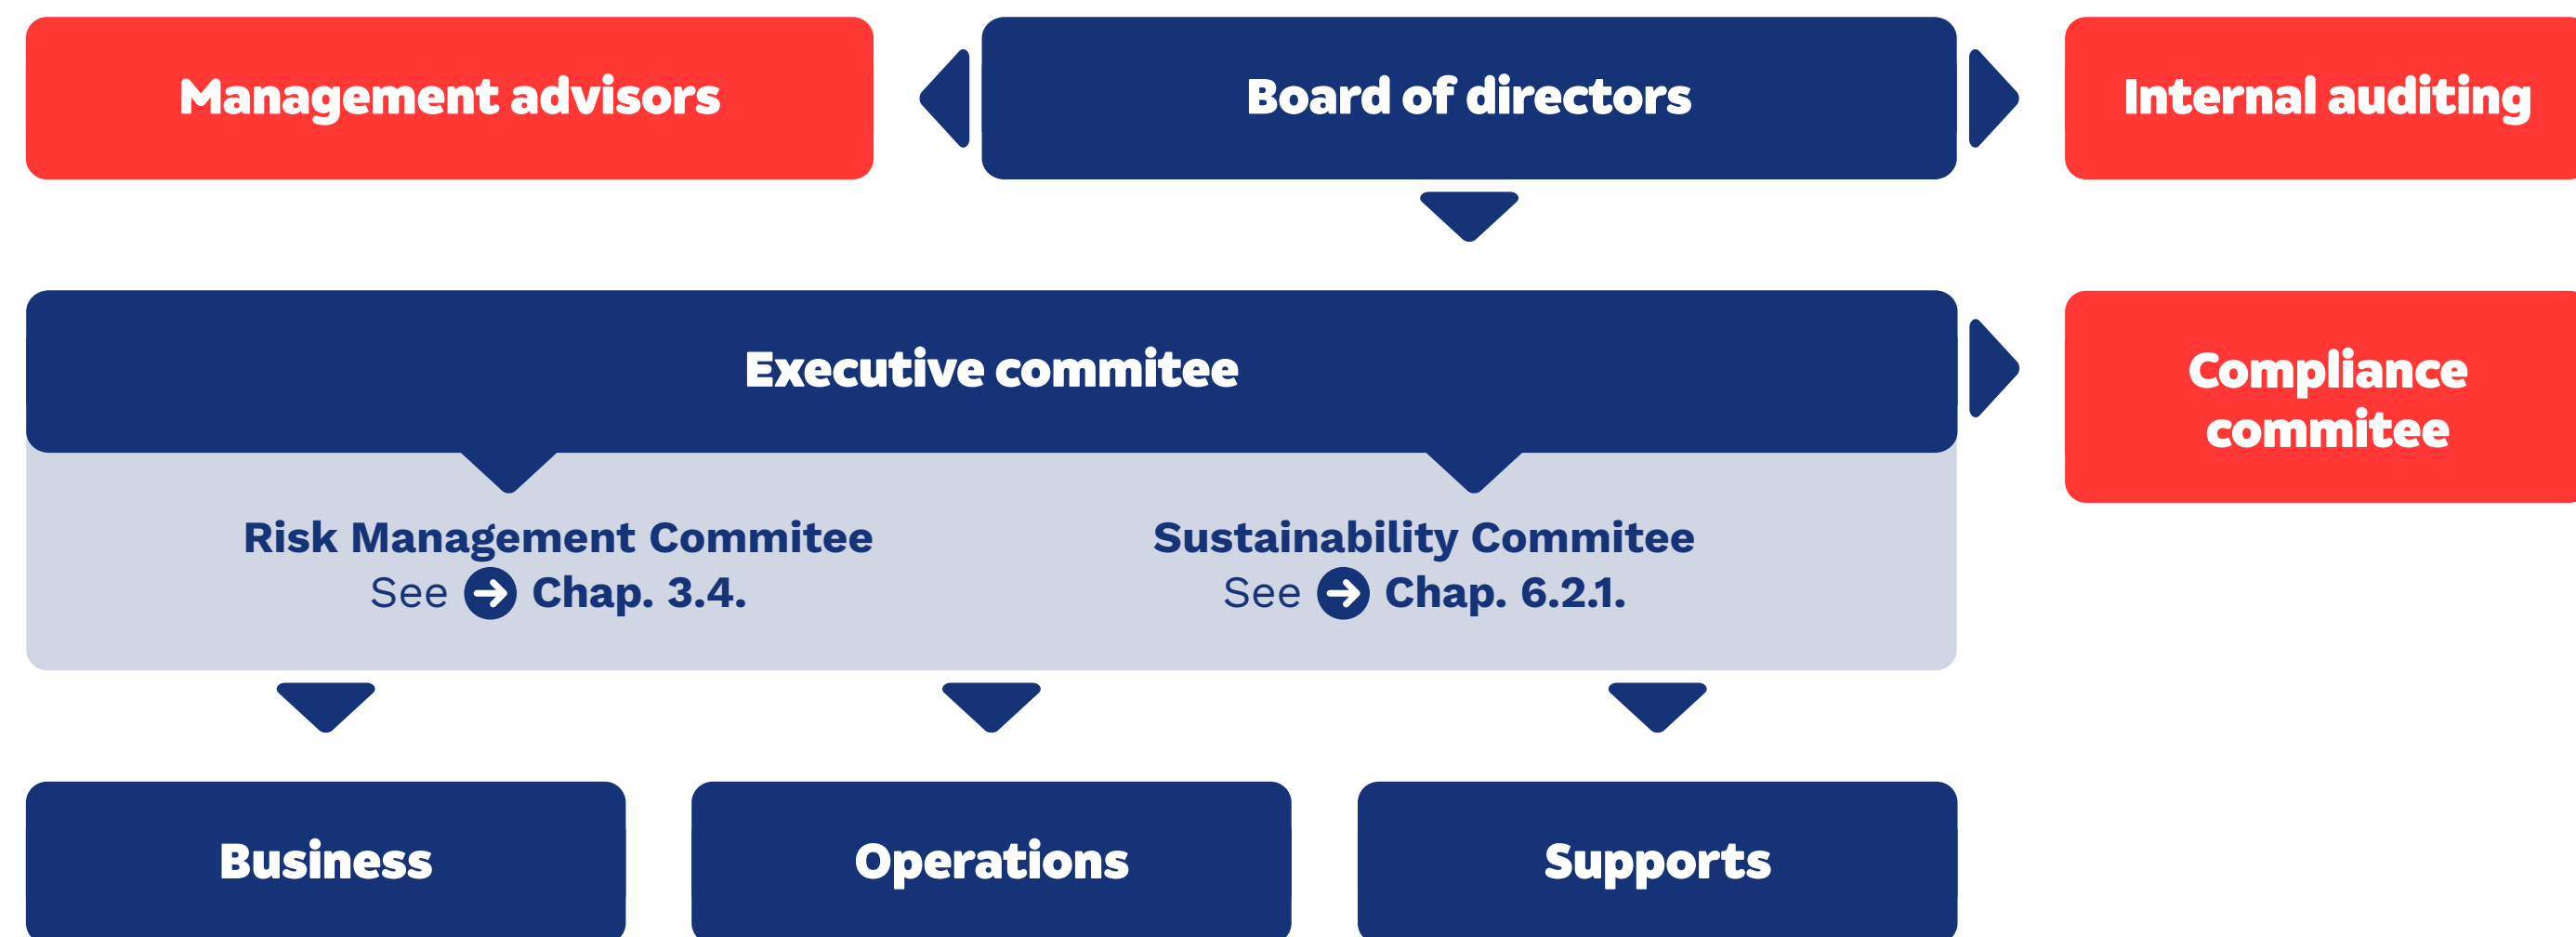 Management advisors
Board of directors
Internal auditing
Executive commitee
Compliance
commitee
Risk Management Commitee
See Chap. 3.4.
Sustainability Commitee
See Chap. 6.2.1.
Business
Operations
Supports